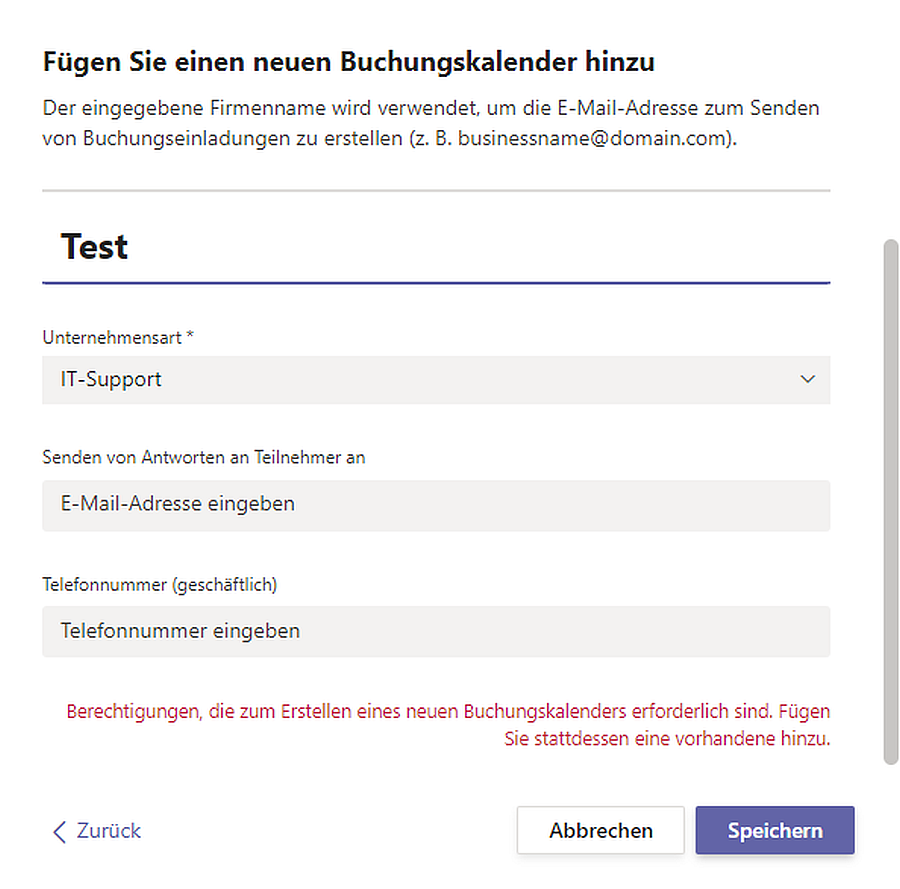 Fügen Sie einen neuen Buchungskalender hinzu
Der eingegebene Firmenname wird verwendet, um die E-Mail-Adresse zum Senden
von Buchungseinladungen zu erstellen (z. B. businessname@domain.com).
Test
Unternehmensart *
IT-Support
Senden von Antworten an Teilnehmer an
E-Mail-Adresse eingeben
Telefonnummer (geschäftlich)
Telefonnummer eingeben
Berechtigungen, die zum Erstellen eines neuen Buchungskalenders erforderlich sind. Fügen
Sie stattdessen eine vorhandene hinzu.
Zurück
Abbrechen
Speichern